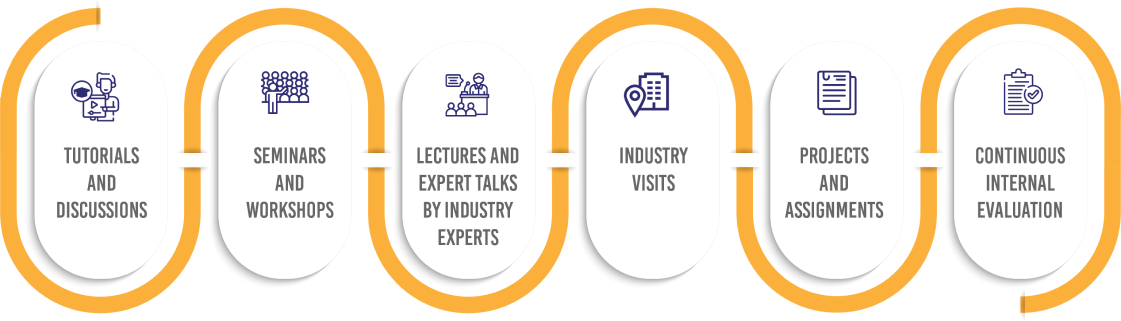 TUTORIALS
AND
DISCUSSIONS
SEMINARS
AND
WORKSHOPS
LECTURES AND
EXPERT TALKS
BY INDUSTRY
EXPERTS
INDUSTRY
VISITS
PROJECTS
AND
ASSIGNMENTS
CONTINUOUS
INTERNAL
EVALUATION